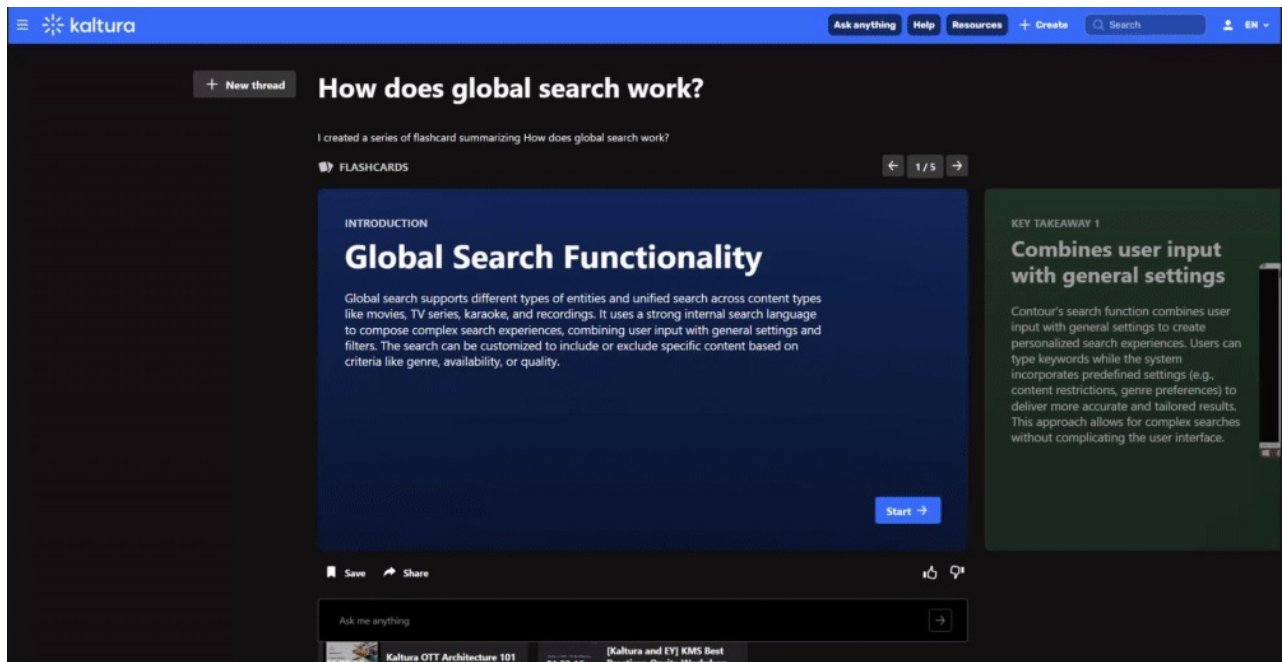 kaltura
Ask anything
Help
Resources
+ Create
Search
EN
+ New thread
How does global search work?
I created a series of flashcard summarizing How does global search work?
FLASHCARDS
1 / 5
INTRODUCTION
Global Search Functionality
Global search supports different types of entities and unified search across content types
like movies, TV series, karaoke, and recordings. It uses a strong internal search language
to compose complex search experiences, combining user input with general settings and
filters. The search can be customized to include or exclude specific content based on
criteria like genre, availability, or quality.
Start
KEY TAKEAWAY 1
Combines user input
with general settings
Contour's search function combines user
input with general settings to create
personalized search experiences. Users can
type keywords while the system
incorporates predefined settings (e.g.,
content restrictions, genre preferences) to
deliver more accurate and tailored results.
This approach allows for complex searches
without complicating the user interface.
Save
Share
Ask me anything
Kaltura OTT Architecture 101
[Kaltura and EY] KMS Best